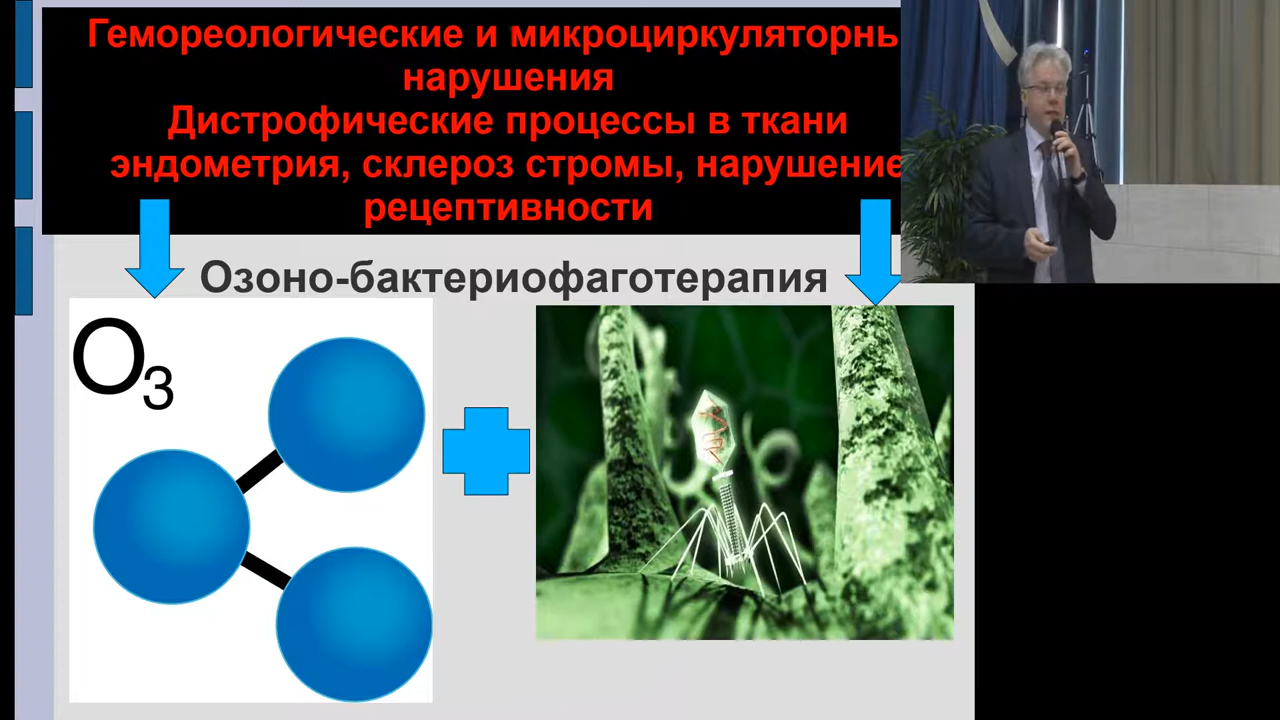 Гемореологические и микроциркуляторны
нарушения
Дистрофические процессы в ткани
эндометрия, склероз стромы, нарушение
рецептивности
Озоно-бактериофаготерапия
O3